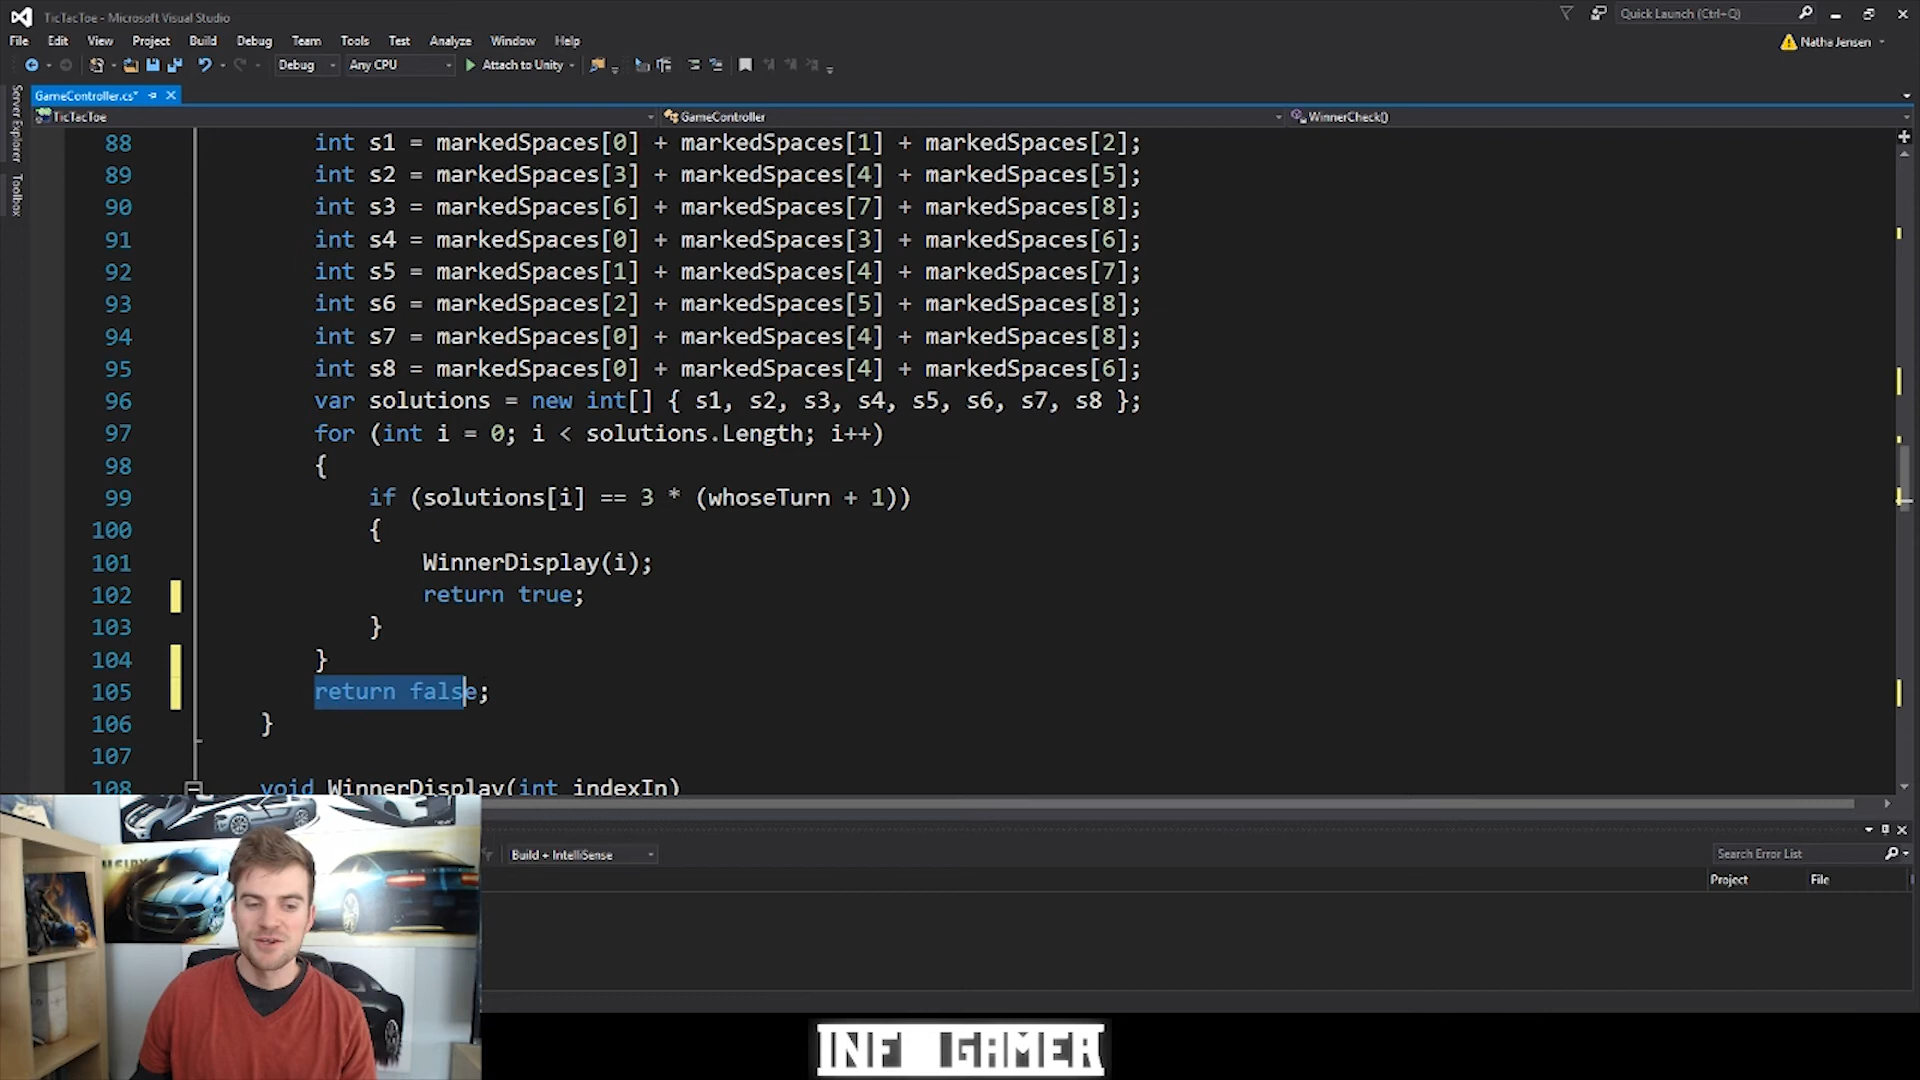 TicTacToe - Microsoft Visual Studio
Quick Launch (Ctrl+Q)
File Edit View Project Build Debug Team Tools Test Analyze Window Help
Natha Jensen
Debug Any CPU Attach to Unity
Server Explorer
Toolbox
GameController.cs*
TicTacToe GameController WinnerCheck()
88 int s1 = markedSpaces[0] + markedSpaces[1] + markedSpaces[2];
89 int s2 = markedSpaces[3] + markedSpaces[4] + markedSpaces[5];
90 int s3 = markedSpaces[6] + markedSpaces[7] + markedSpaces[8];
91 int s4 = markedSpaces[0] + markedSpaces[3] + markedSpaces[6];
92 int s5 = markedSpaces[1] + markedSpaces[4] + markedSpaces[7];
93 int s6 = markedSpaces[2] + markedSpaces[5] + markedSpaces[8];
94 int s7 = markedSpaces[0] + markedSpaces[4] + markedSpaces[8];
95 int s8 = markedSpaces[0] + markedSpaces[4] + markedSpaces[6];
96 var solutions = new int[] { s1, s2, s3, s4, s5, s6, s7, s8 };
97 for (int i = 0; i < solutions.Length; i++)
98 {
99 if (solutions[i] == 3 * (whoseTurn + 1))
100 {
101 WinnerDisplay(i);
102 return true;
103 }
104 }
105 return false;
106 }
107
108 void WinnerDisplay(int indexIn)
Build + IntelliSense
Search Error List
Project File
INF GAMER